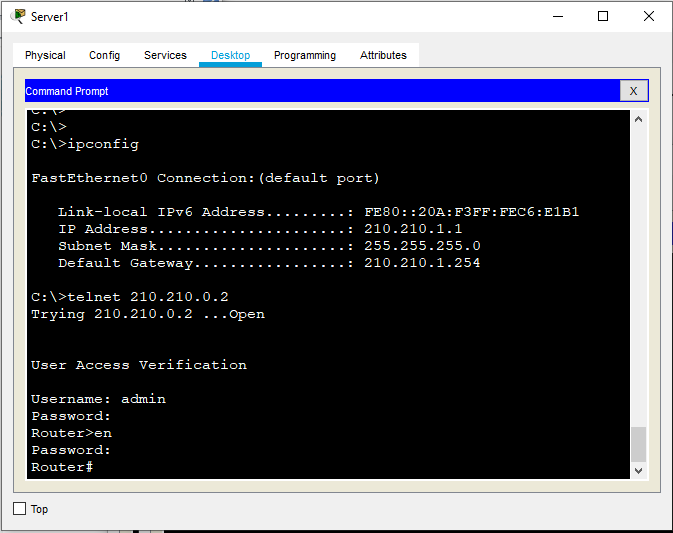 Server1
Physical Config Services Desktop Programming Attributes
Command Prompt
X
C:\>
C:\>
C:\>ipconfig
FastEthernet0 Connection:(default port)
Link-local IPv6 Address.........: FE80::20A:F3FF:FEC6:E1B1
IP Address......................: 210.210.1.1
Subnet Mask.....................: 255.255.255.0
Default Gateway.................: 210.210.1.254
C:\>telnet 210.210.0.2
Trying 210.210.0.2 ...Open
User Access Verification
Username: admin
Password:
Router>en
Password:
Router#
Top